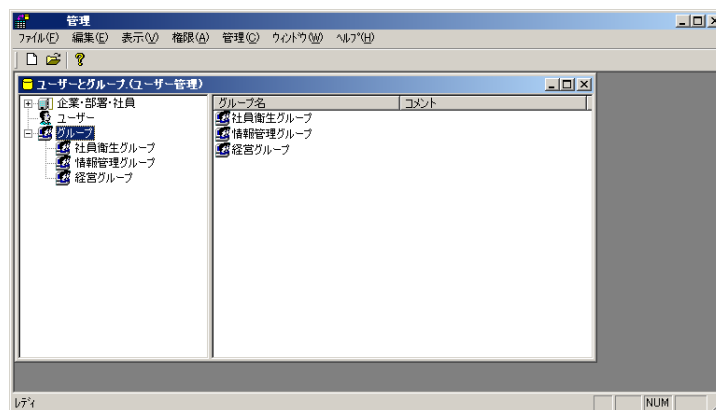 管理
ファイル(F) 編集(E) 表示(V) 権限(A) 管理(C) ウィンドウ(W) ヘルプ(H)
ユーザーとグループ.(ユーザー管理)
企業・部署・社員
ユーザー
グループ
社員衛生グループ
情報管理グループ
経営グループ
グループ名 コメント
社員衛生グループ
情報管理グループ
経営グループ
レディ NUM